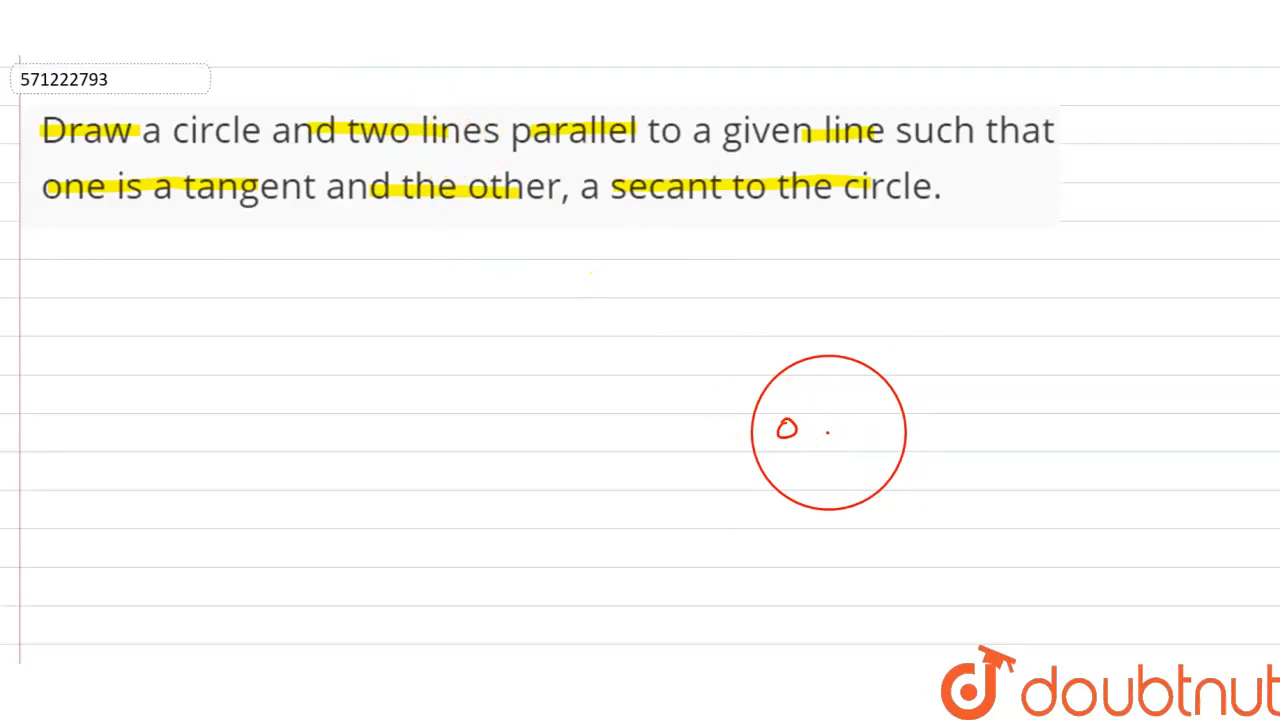 571222793
Draw a circle and two lines parallel to a given line such that
one is a tangent and the other, a secant to the circle.
O
doubtnut